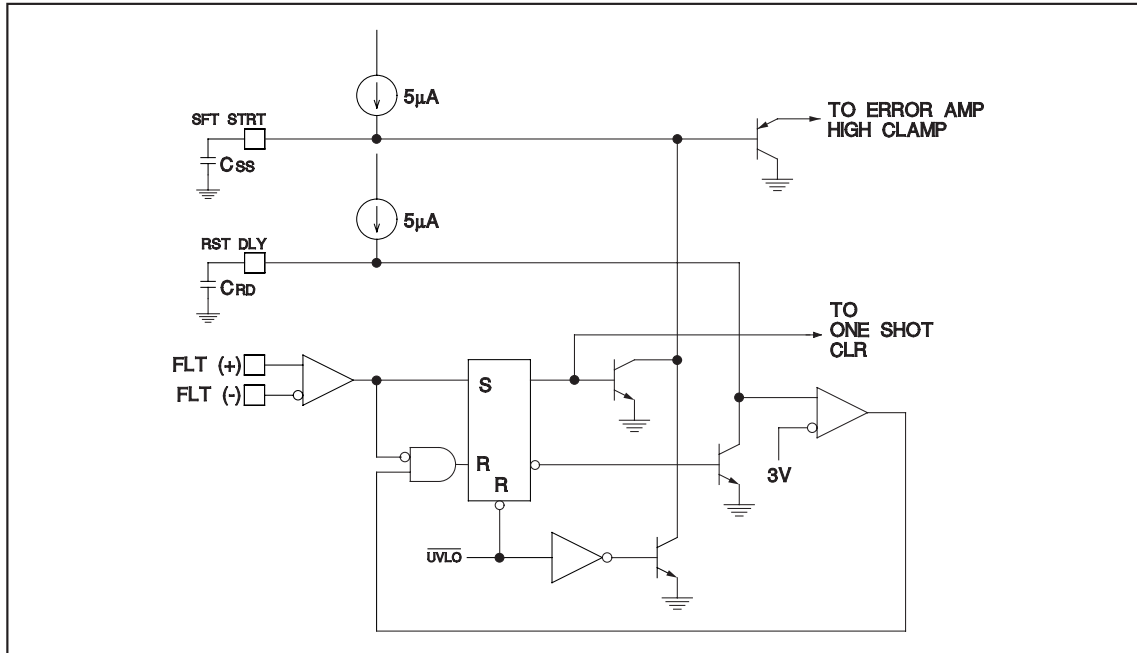 5µA
SFT STRT
CSS
TO ERROR AMP
HIGH CLAMP
5µA
RST DLY
CRD
TO
ONE SHOT
CLR
FLT (+)
FLT (-)
S
R
R
3V
UVLO